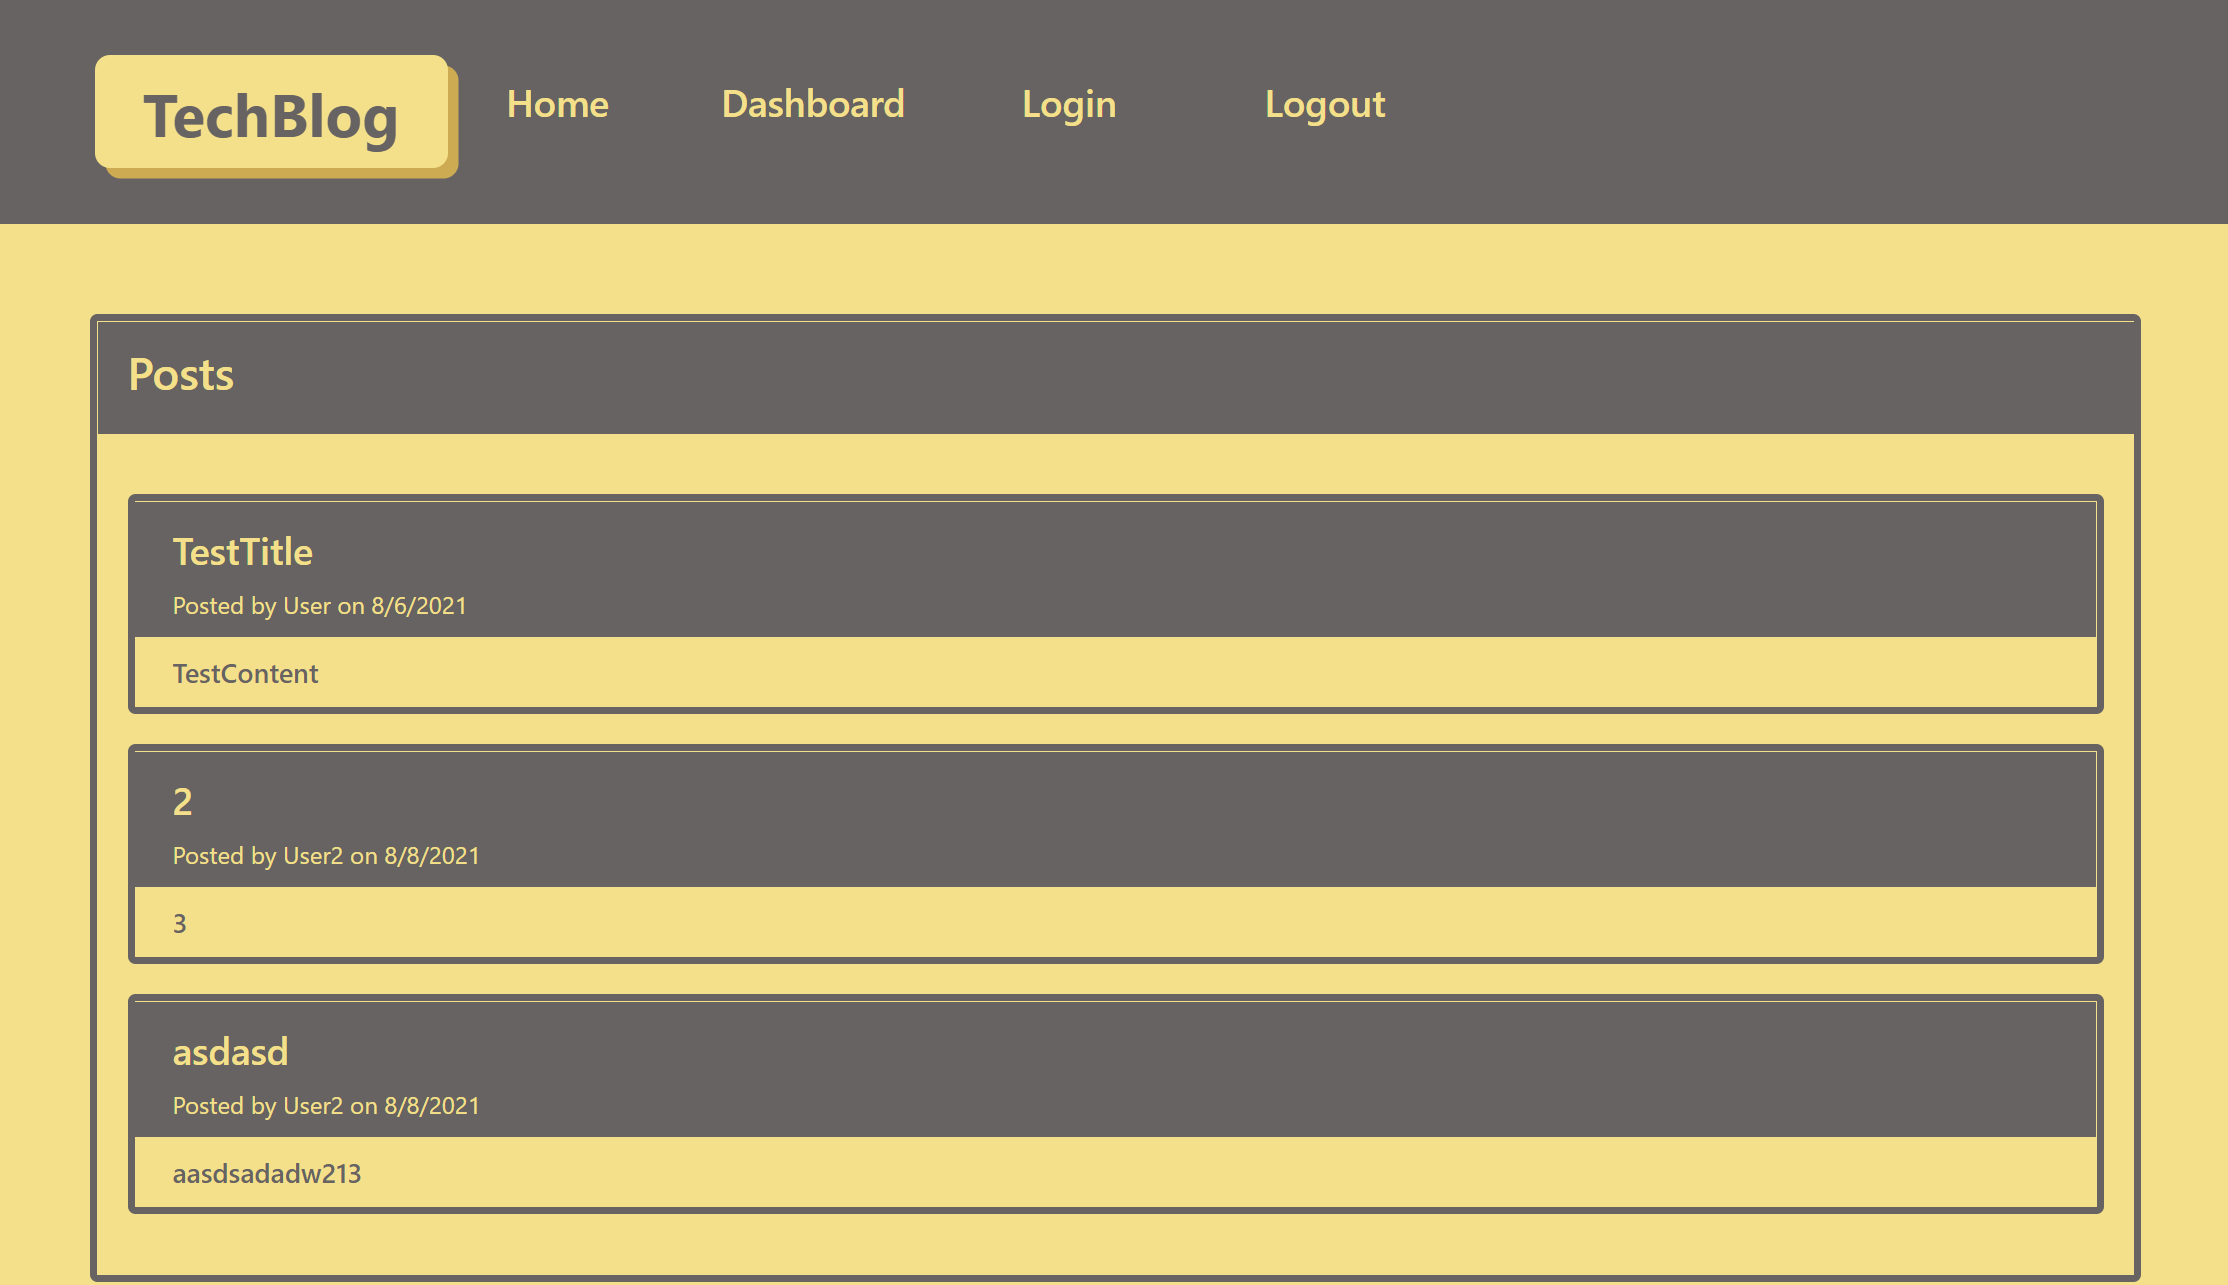 TechBlog Home Dashboard Login Logout
Posts
TestTitle
Posted by User on 8/6/2021
TestContent
2
Posted by User2 on 8/8/2021
3
asdasd
Posted by User2 on 8/8/2021
aasdsadadw213